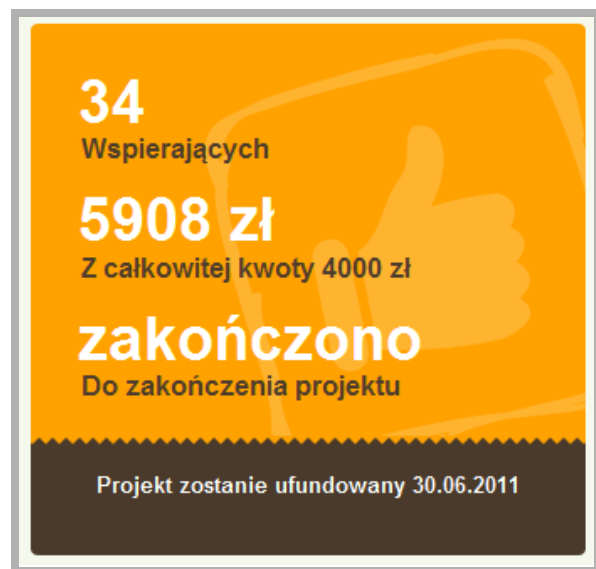 34
Wspierających
5908 zł
Z całkowitej kwoty 4000 zł
zakończono
Do zakończenia projektu
Projekt zostanie ufundowany 30.06.2011